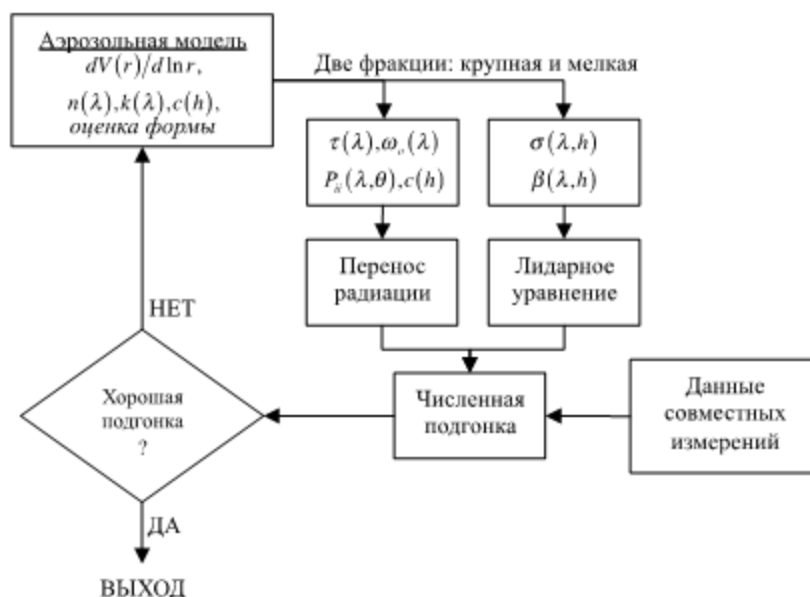 Аэрозольная модель
dV(r)/d ln r,
n(λ),k(λ),c(h),
оценка формы
Две фракции: крупная и мелкая
τ(λ),ω₀(λ)
P_ii(λ,θ),c(h)
σ(λ,h)
β(λ,h)
Перенос
радиации
Лидарное
уравнение
НЕТ
Хорошая
подгонка
?
Численная
подгонка
Данные
совместных
измерений
ДА
ВЫХОД